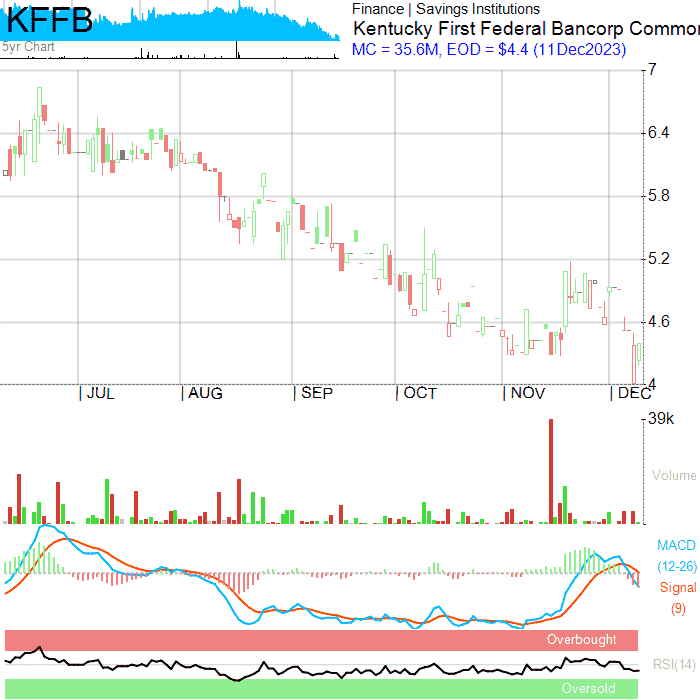 KFFB
5yr Chart
Finance | Savings Institutions
Kentucky First Federal Bancorp Common
MC = 35.6M, EOD = $4.4 (11Dec2023)
7
6.4
5.8
5.2
4.6
4
JUL
AUG
SEP
OCT
NOV
DEC
39k
Volume
MACD
(12-26)
Signal
(9)
Overbought
RSI(14)
Oversold